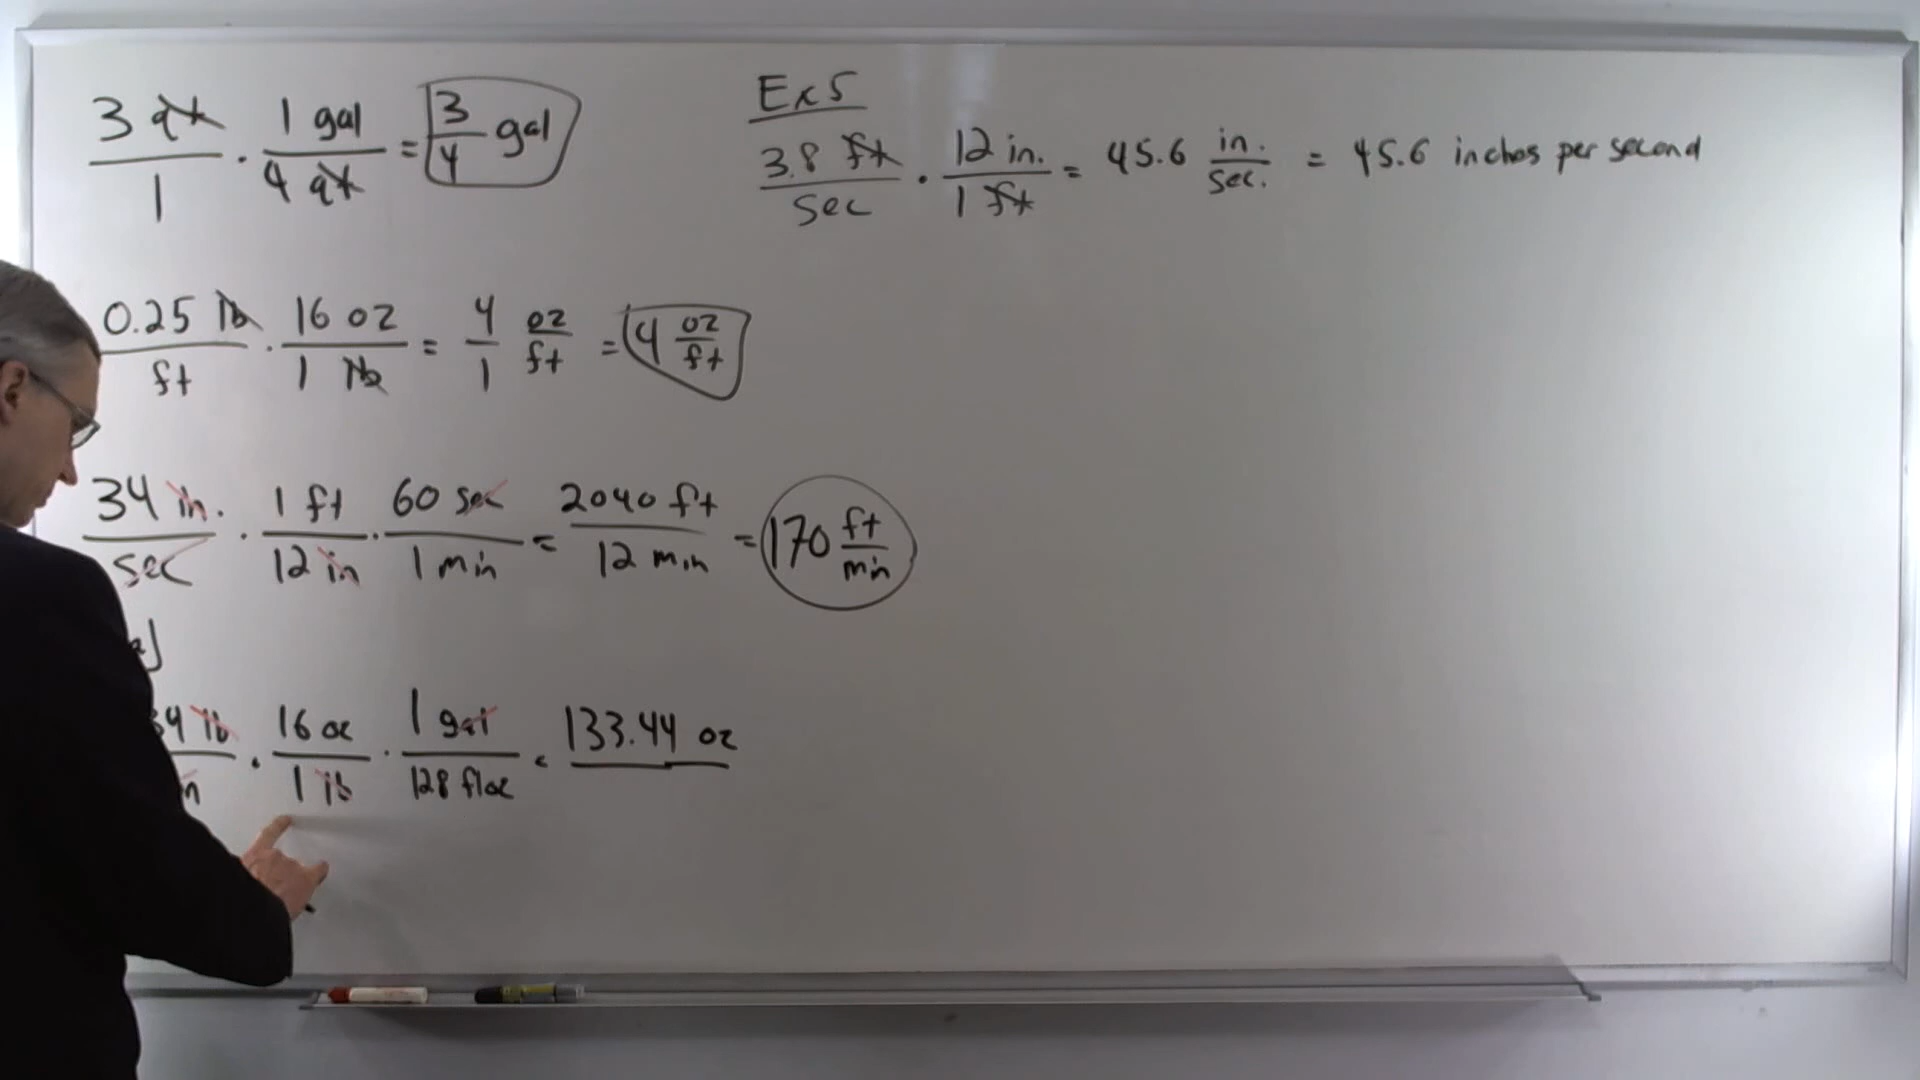 3 qt / 1 · 1 gal / 4 qt = 3/4 gal
Ex 5
3.8 ft / sec · 12 in. / 1 ft = 45.6 in. / sec. = 45.6 inches per second
0.25 lb / ft · 16 oz / 1 lb = 4/1 oz/ft = 4 oz/ft
34 in. / sec · 1 ft / 12 in · 60 sec / 1 min = 2040 ft / 12 min = 170 ft/min
4 lb · 16 oz / 1 lb · 1 gal / 128 floz = 133.44 oz